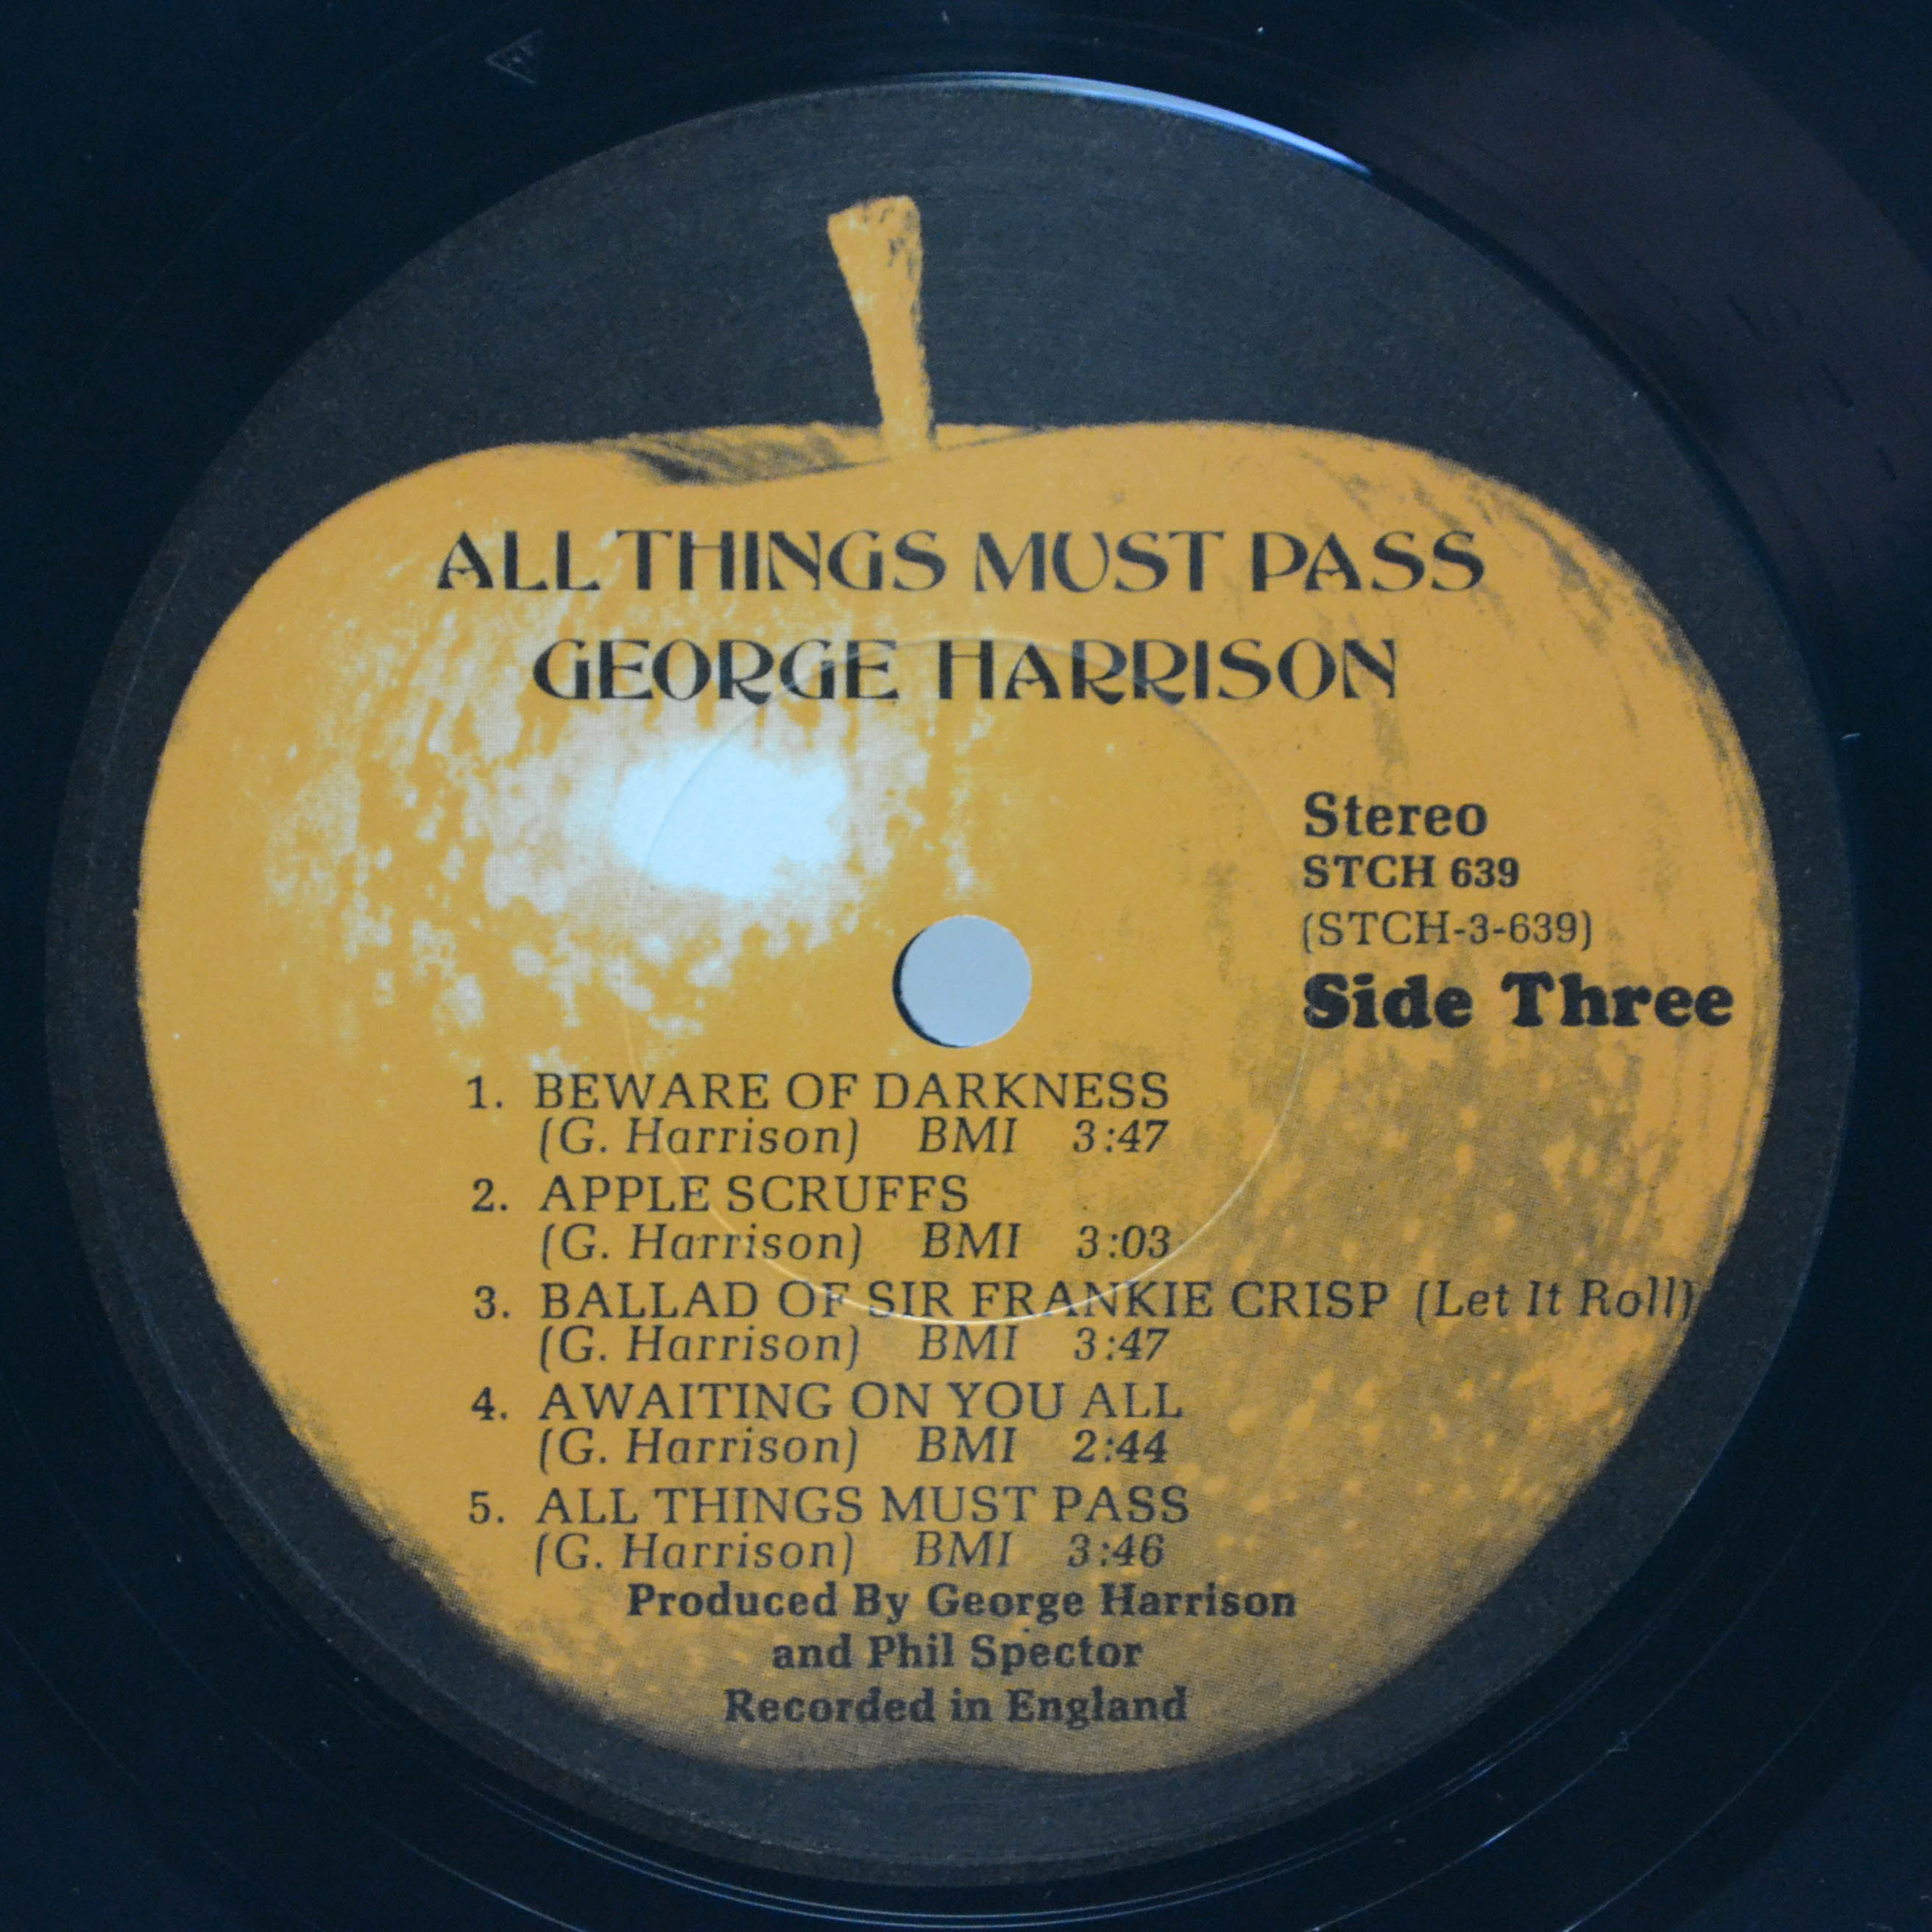 ALL THINGS MUST PASS
GEORGE HARRISON
Stereo
STCH 639
(STCH-3-639)
Side Three
1. BEWARE OF DARKNESS
(G. Harrison) BMI 3:47
2. APPLE SCRUFFS
(G. Harrison) BMI 3:03
3. BALLAD OF SIR FRANKIE CRISP (Let It Roll)
(G. Harrison) BMI 3:47
4. AWAITING ON YOU ALL
(G. Harrison) BMI 2:44
5. ALL THINGS MUST PASS
(G. Harrison) BMI 3:46
Produced By George Harrison
and Phil Spector
Recorded in England